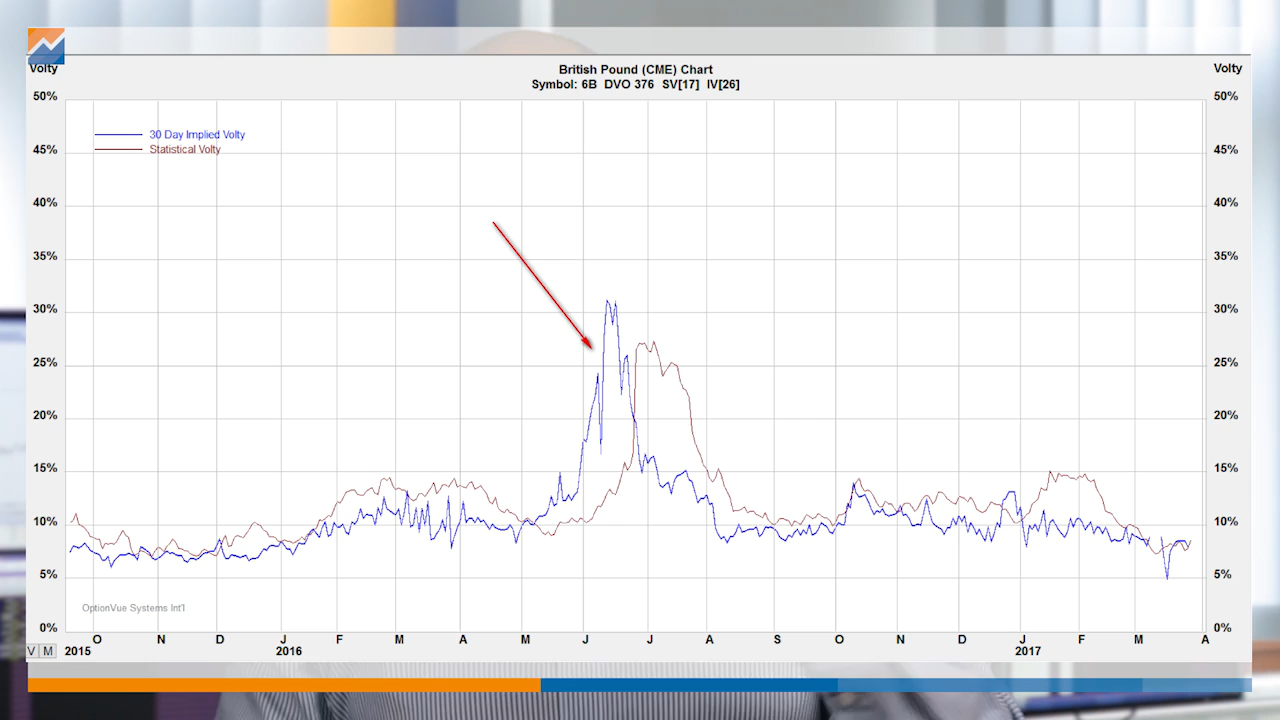 British Pound (CME) Chart
Symbol: 6B DVO 376 SV[17] IV[26]
Volty Volty
50% 50%
30 Day Implied Volty
Statistical Volty
45% 45%
40% 40%
35% 35%
30% 30%
25% 25%
20% 20%
15% 15%
10% 10%
5% 5%
OptionVue Systems Int'l
0% 0%
O N D J F M A M J J A S O N D J F M A
V M 2015 2016 2017